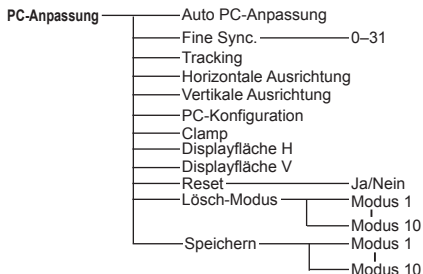 PC-Anpassung Auto PC-Anpassung
Fine Sync. 0–31
Tracking
Horizontale Ausrichtung
Vertikale Ausrichtung
PC-Konfiguration
Clamp
Displayfläche H
Displayfläche V
Reset Ja/Nein
Lösch-Modus Modus 1
Modus 10
Speichern Modus 1
Modus 10